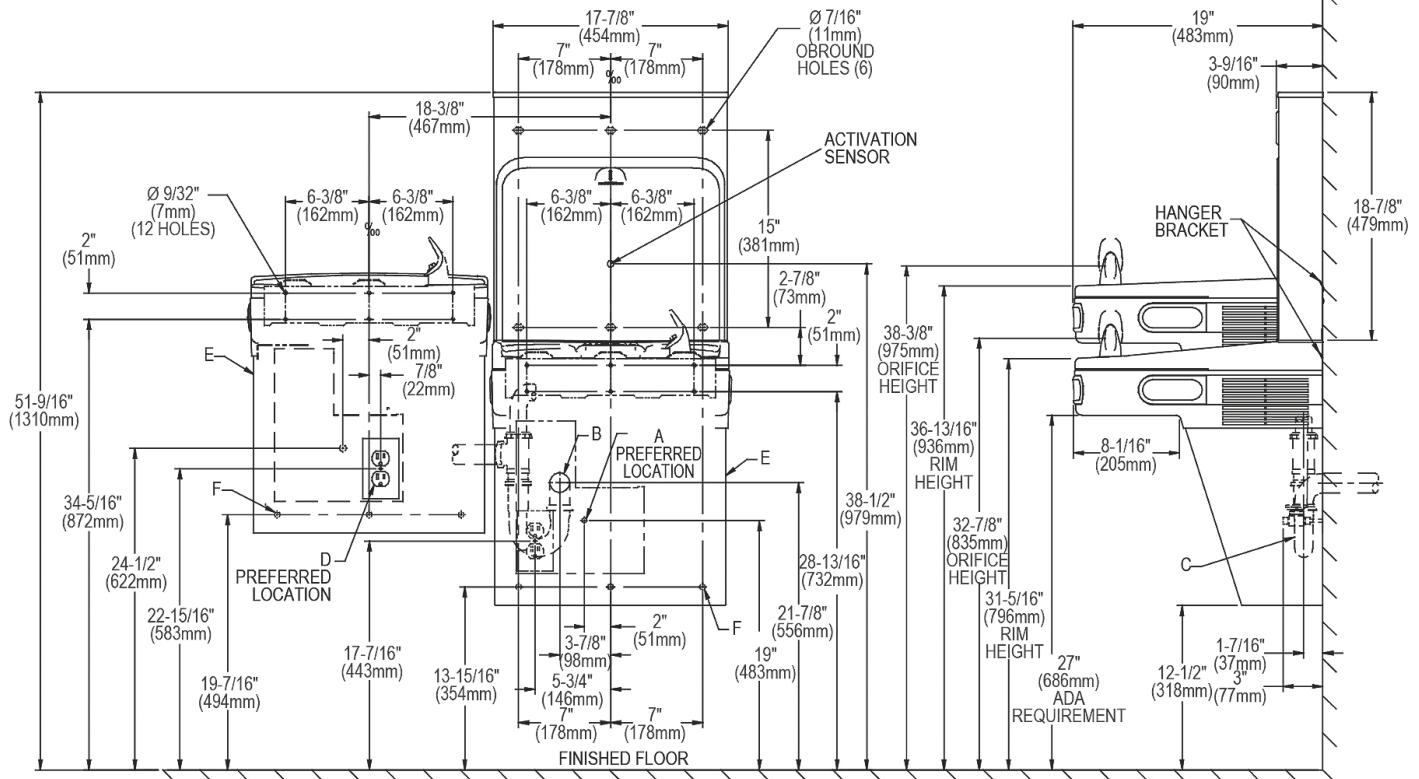 17-7/8"
(454mm)
7"
(178mm)
7"
(178mm)
Ø 7/16"
(11mm)
OBROUND
HOLES (6)
19"
(483mm)
3-9/16"
(90mm)
18-3/8"
(467mm)
ACTIVATION
SENSOR
Ø 9/32"
(7mm)
(12 HOLES)
6-3/8"
(162mm)
6-3/8"
(162mm)
6-3/8"
(162mm)
6-3/8"
(162mm)
15"
(381mm)
HANGER
BRACKET
18-7/8"
(479mm)
2"
(51mm)
2-7/8"
(73mm)
2"
(51mm)
2"
(51mm)
7/8"
(22mm)
E
38-3/8"
(975mm)
ORIFICE
HEIGHT
51-9/16"
(1310mm)
36-13/16"
(936mm)
RIM
HEIGHT
8-1/16"
(205mm)
B
A
PREFERRED
LOCATION
E
F
34-5/16"
(872mm)
38-1/2"
(979mm)
32-7/8"
(835mm)
ORIFICE
HEIGHT
24-1/2"
(622mm)
D
PREFERRED
LOCATION
28-13/16"
(732mm)
C
22-15/16"
(583mm)
21-7/8"
(556mm)
31-5/16"
(796mm)
RIM
HEIGHT
F
2"
(51mm)
3-7/8"
(98mm)
17-7/16"
(443mm)
19"
(483mm)
1-7/16"
(37mm)
3"
(77mm)
19-7/16"
(494mm)
13-15/16"
(354mm)
5-3/4"
(146mm)
27"
(686mm)
ADA
REQUIREMENT
12-1/2"
(318mm)
7"
(178mm)
7"
(178mm)
FINISHED FLOOR